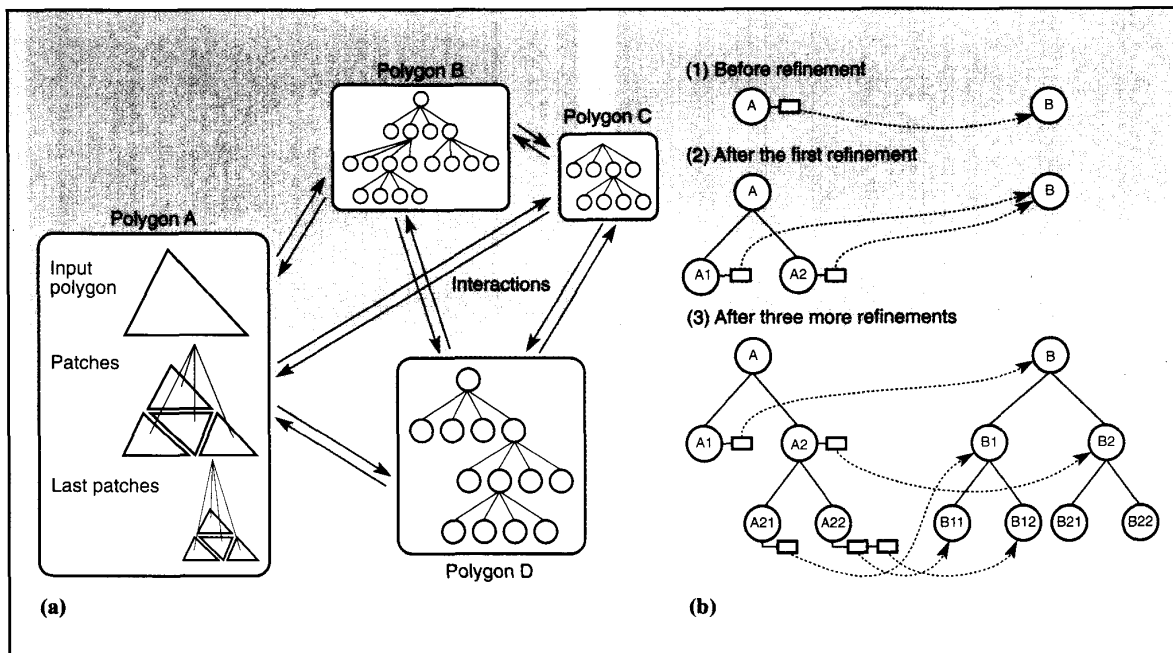 Polygon B
Polygon C
Polygon A
Input
polygon
Patches
Last patches
Interactions
Polygon D
(a)
(1) Before refinement
A
B
(2) After the first refinement
A
B
A1
A2
(3) After three more refinements
A
B
A1
A2
B1
B2
A21
A22
B11
B12
B21
B22
(b)